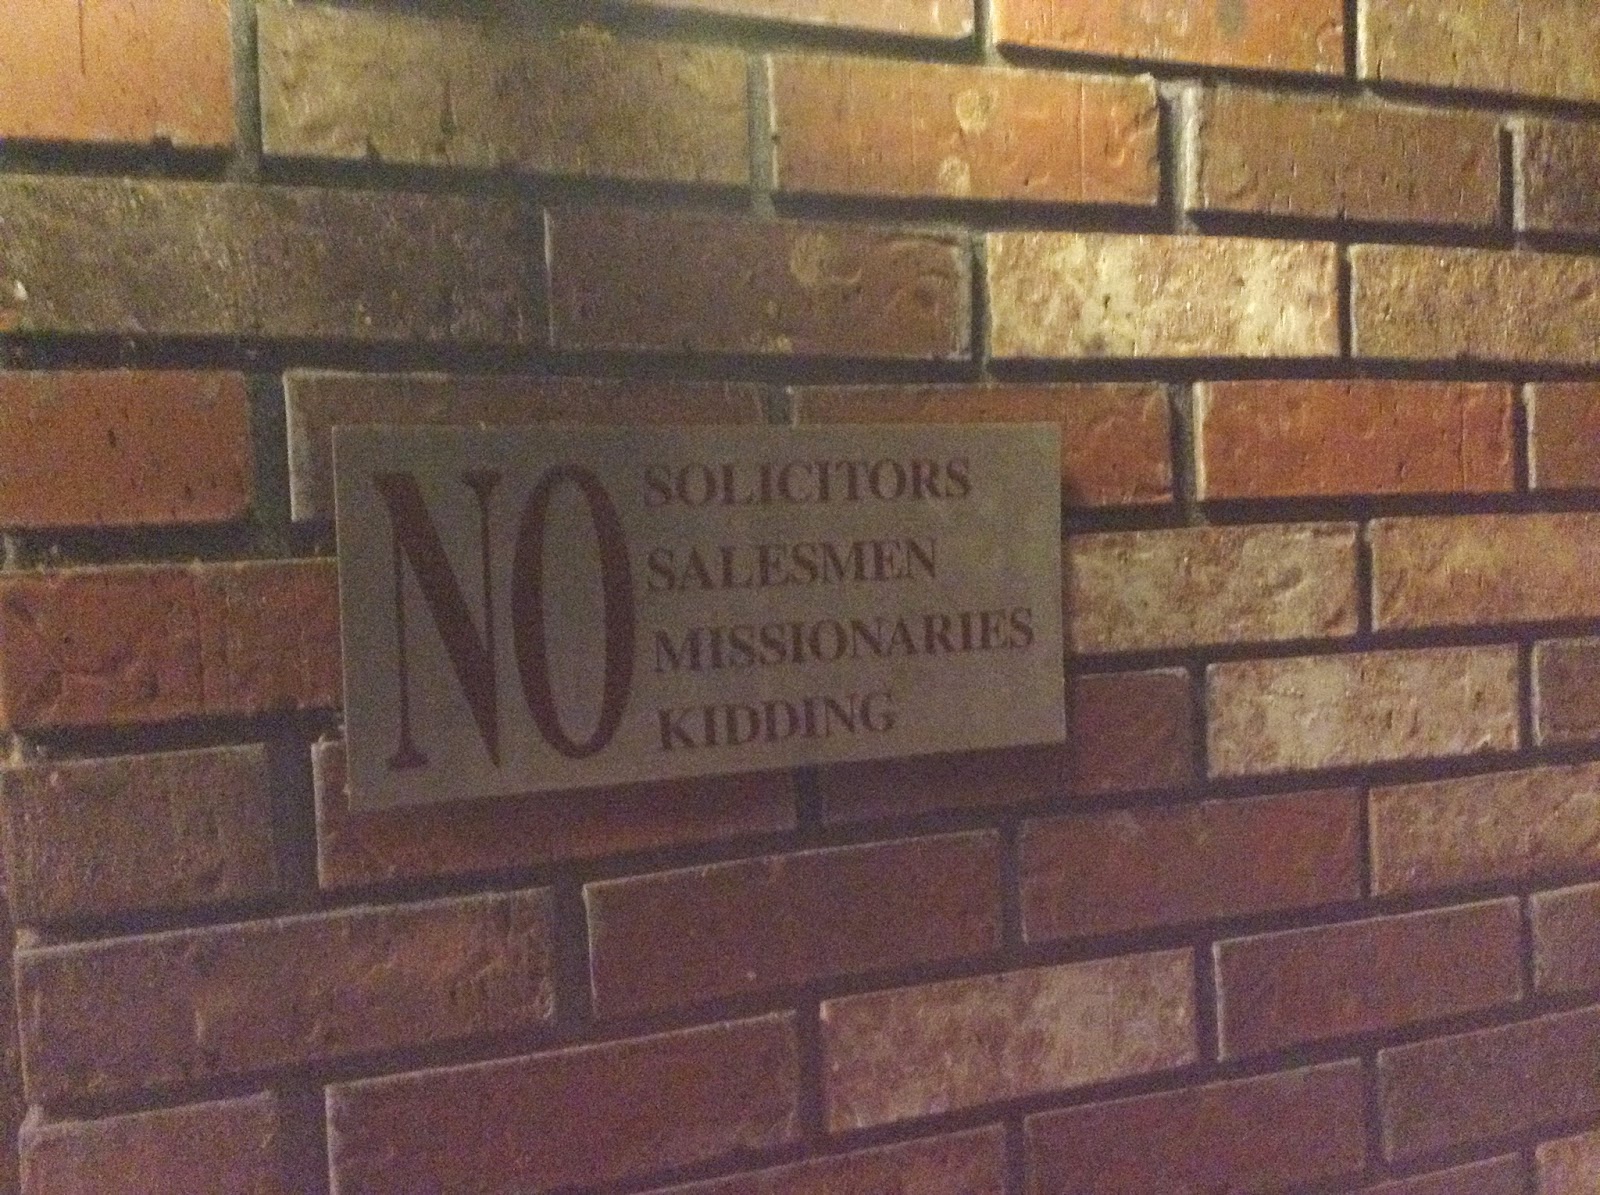 NO
SOLICITORS
SALESMEN
MISSIONARIES
KIDDING